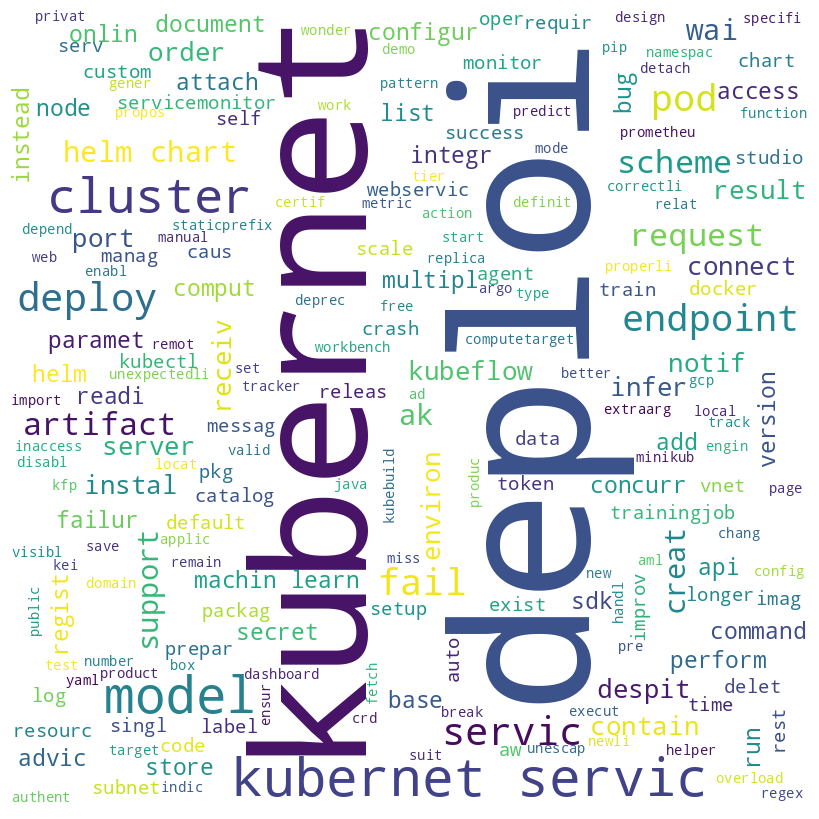 privat
onlin
document
wonder
configur
oper
requir
design
wai
specifi
serv
order
demo
pip
namespac
custom
attach
monitor
detach
chart
gener
pattern
bug
pod
access
instead
node
servicemonitor
work
list
predict
function
propos
self
success
prometheu
helm chart
integr
mode
scheme
studio
tier
cluster
certif
webservic
metric
definit
correctli
result
relat
action
depend
staticprefix
port
manual
start
request
web
manag
caus
scale
replica
properli
connect
enabl
multipl
agent
deploy
comput
deprec
free
argo
type
train
docker
paramet
remot
crash
computetarget
endpoint
kubectl
workbench
notif
helm
unexpectedli
receiv
set
kubeflow
better
infer
gcp
readi
tracker
releas
ad
import
extraarg
local
artifact
messag
ak
track
version
inaccess
server
valid
data
add
engin
disabl
locat
minikub
kfp
instal
pkg
java
kubebuild
produc
token
concurr
vnet
page
catalog
environ
failur
default
trainingjob
visibl
save
applic
remain
miss
chang
kei
domain
machin learn
fail
new
aml
api
config
public
regist
support
packag
setup
exist
sdk
handl
improv
creat
longer
imag
test
number
secret
pre
command
yaml
product
box
prepar
auto
perform
log
dashboard
fetch
model
ensur
base
despit
delet
resourc
singl
label
crd
break
execut
time
advic
target
code
servic
contain
run
rest
store
suit
aw
unescap
newli
helper
authent
subnet
indic
kubernet servic
overload
regex
kubernet
deploi